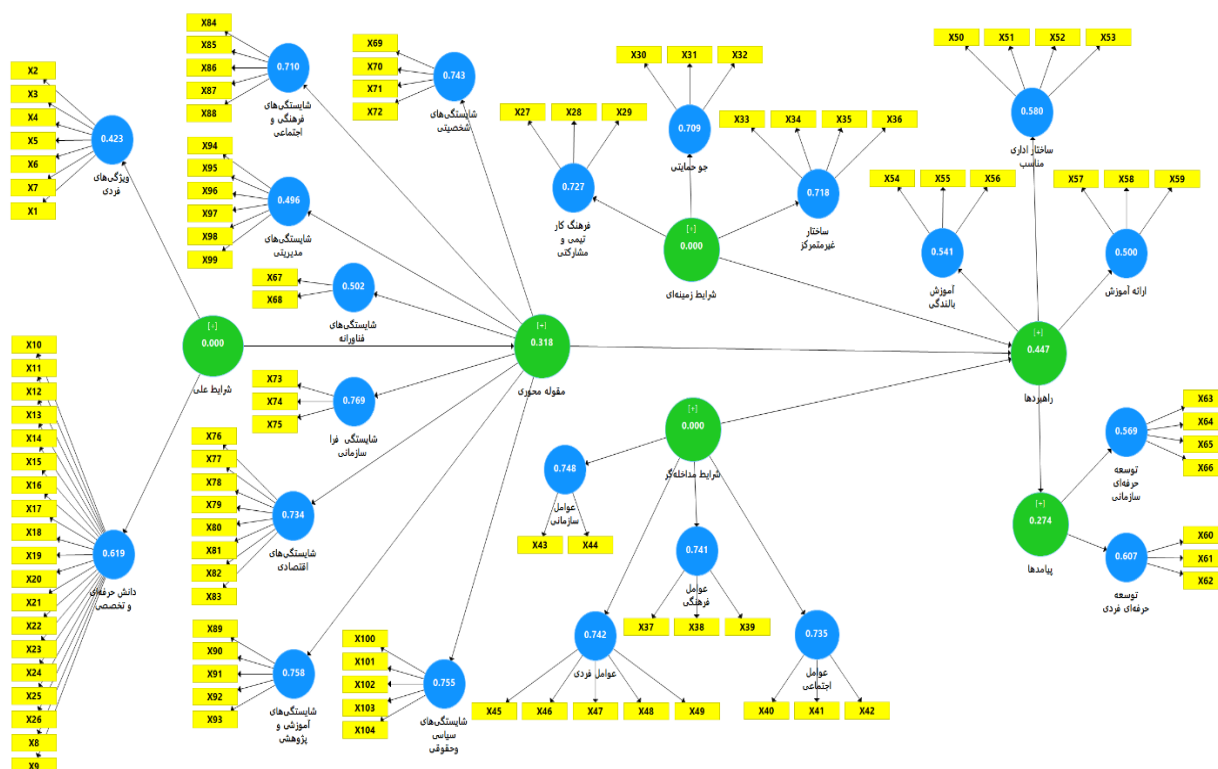 X84
X85
X86
X87
X88
0.710
شایستگی‌های
فرهنگی و
اجتماعی
X69
X70
X71
X72
0.743
شایستگی‌های
شخصیتی
X30
X31
X32
0.709
جو حمایتی
X50
X51
X52
X53
0.580
ساختار اداری
مناسب
X2
X3
X4
X5
X6
X7
X1
0.423
ویژگی‌های
فردی
X94
X95
X96
X97
X98
X99
0.496
شایستگی‌های
مدیریتی
X27
X28
X29
0.727
فرهنگ کار
تیمی و
مشارکتی
X33
X34
X35
X36
0.718
ساختار
غیرمتمرکز
X54
X55
X56
0.541
آموزش
بالندگی
X57
X58
X59
0.500
ارائه آموزش
[+]
0.000
شرایط زمینه‌ای
X67
X68
0.502
شایستگی‌های
فناورانه
[+]
0.000
شرایط علی
[+]
0.318
مقوله محوری
[+]
0.447
راهبردها
X73
X74
X75
0.769
شایستگی فرا
سازمانی
[+]
0.000
شرایط مداخله‌گر
X63
X64
X65
X66
0.569
توسعه
حرفه‌ای
سازمانی
X10
X11
X12
X13
X14
X15
X16
X17
X18
X19
X20
X21
X22
X23
X24
X25
X26
X8
X9
0.619
دانش حرفه‌ای
و تخصصی
X76
X77
X78
X79
X80
X81
X82
X83
0.734
شایستگی‌های
اقتصادی
0.748
عوامل
سازمانی
X43
X44
0.741
عوامل
فرهنگی
X37
X38
X39
[+]
0.274
پیامدها
X60
X61
X62
0.607
توسعه
حرفه‌ای فردی
X89
X90
X91
X92
X93
0.758
شایستگی‌های
آموزشی و
پژوهشی
X100
X101
X102
X103
X104
0.755
شایستگی‌های
سیاسی
وحقوقی
0.742
عوامل فردی
X45
X46
X47
X48
X49
0.735
عوامل
اجتماعی
X40
X41
X42